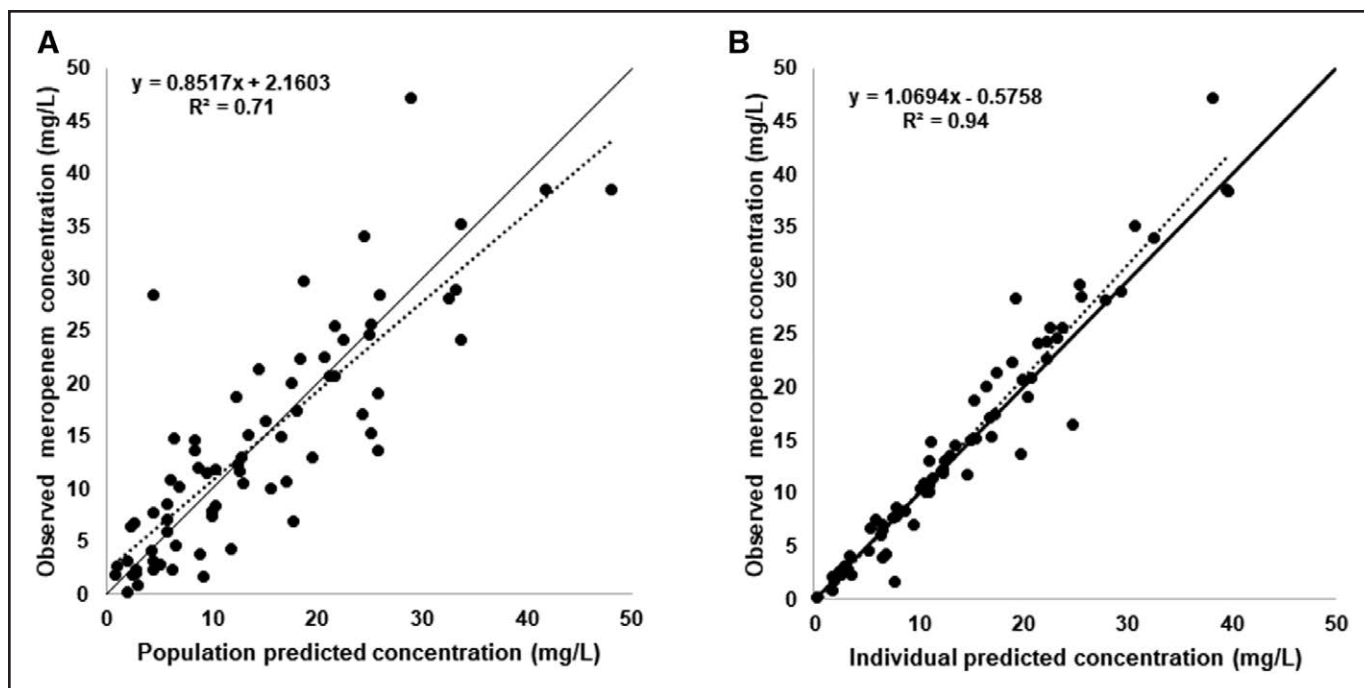 A
y = 0.8517x + 2.1603
R² = 0.71
Observed meropenem concentration (mg/L)
50
45
40
35
30
25
20
15
10
5
0
0 10 20 30 40 50
Population predicted concentration (mg/L)
B
y = 1.0694x - 0.5758
R² = 0.94
Observed meropenem concentration (mg/L)
50
45
40
35
30
25
20
15
10
5
0
0 10 20 30 40 50
Individual predicted concentration (mg/L)